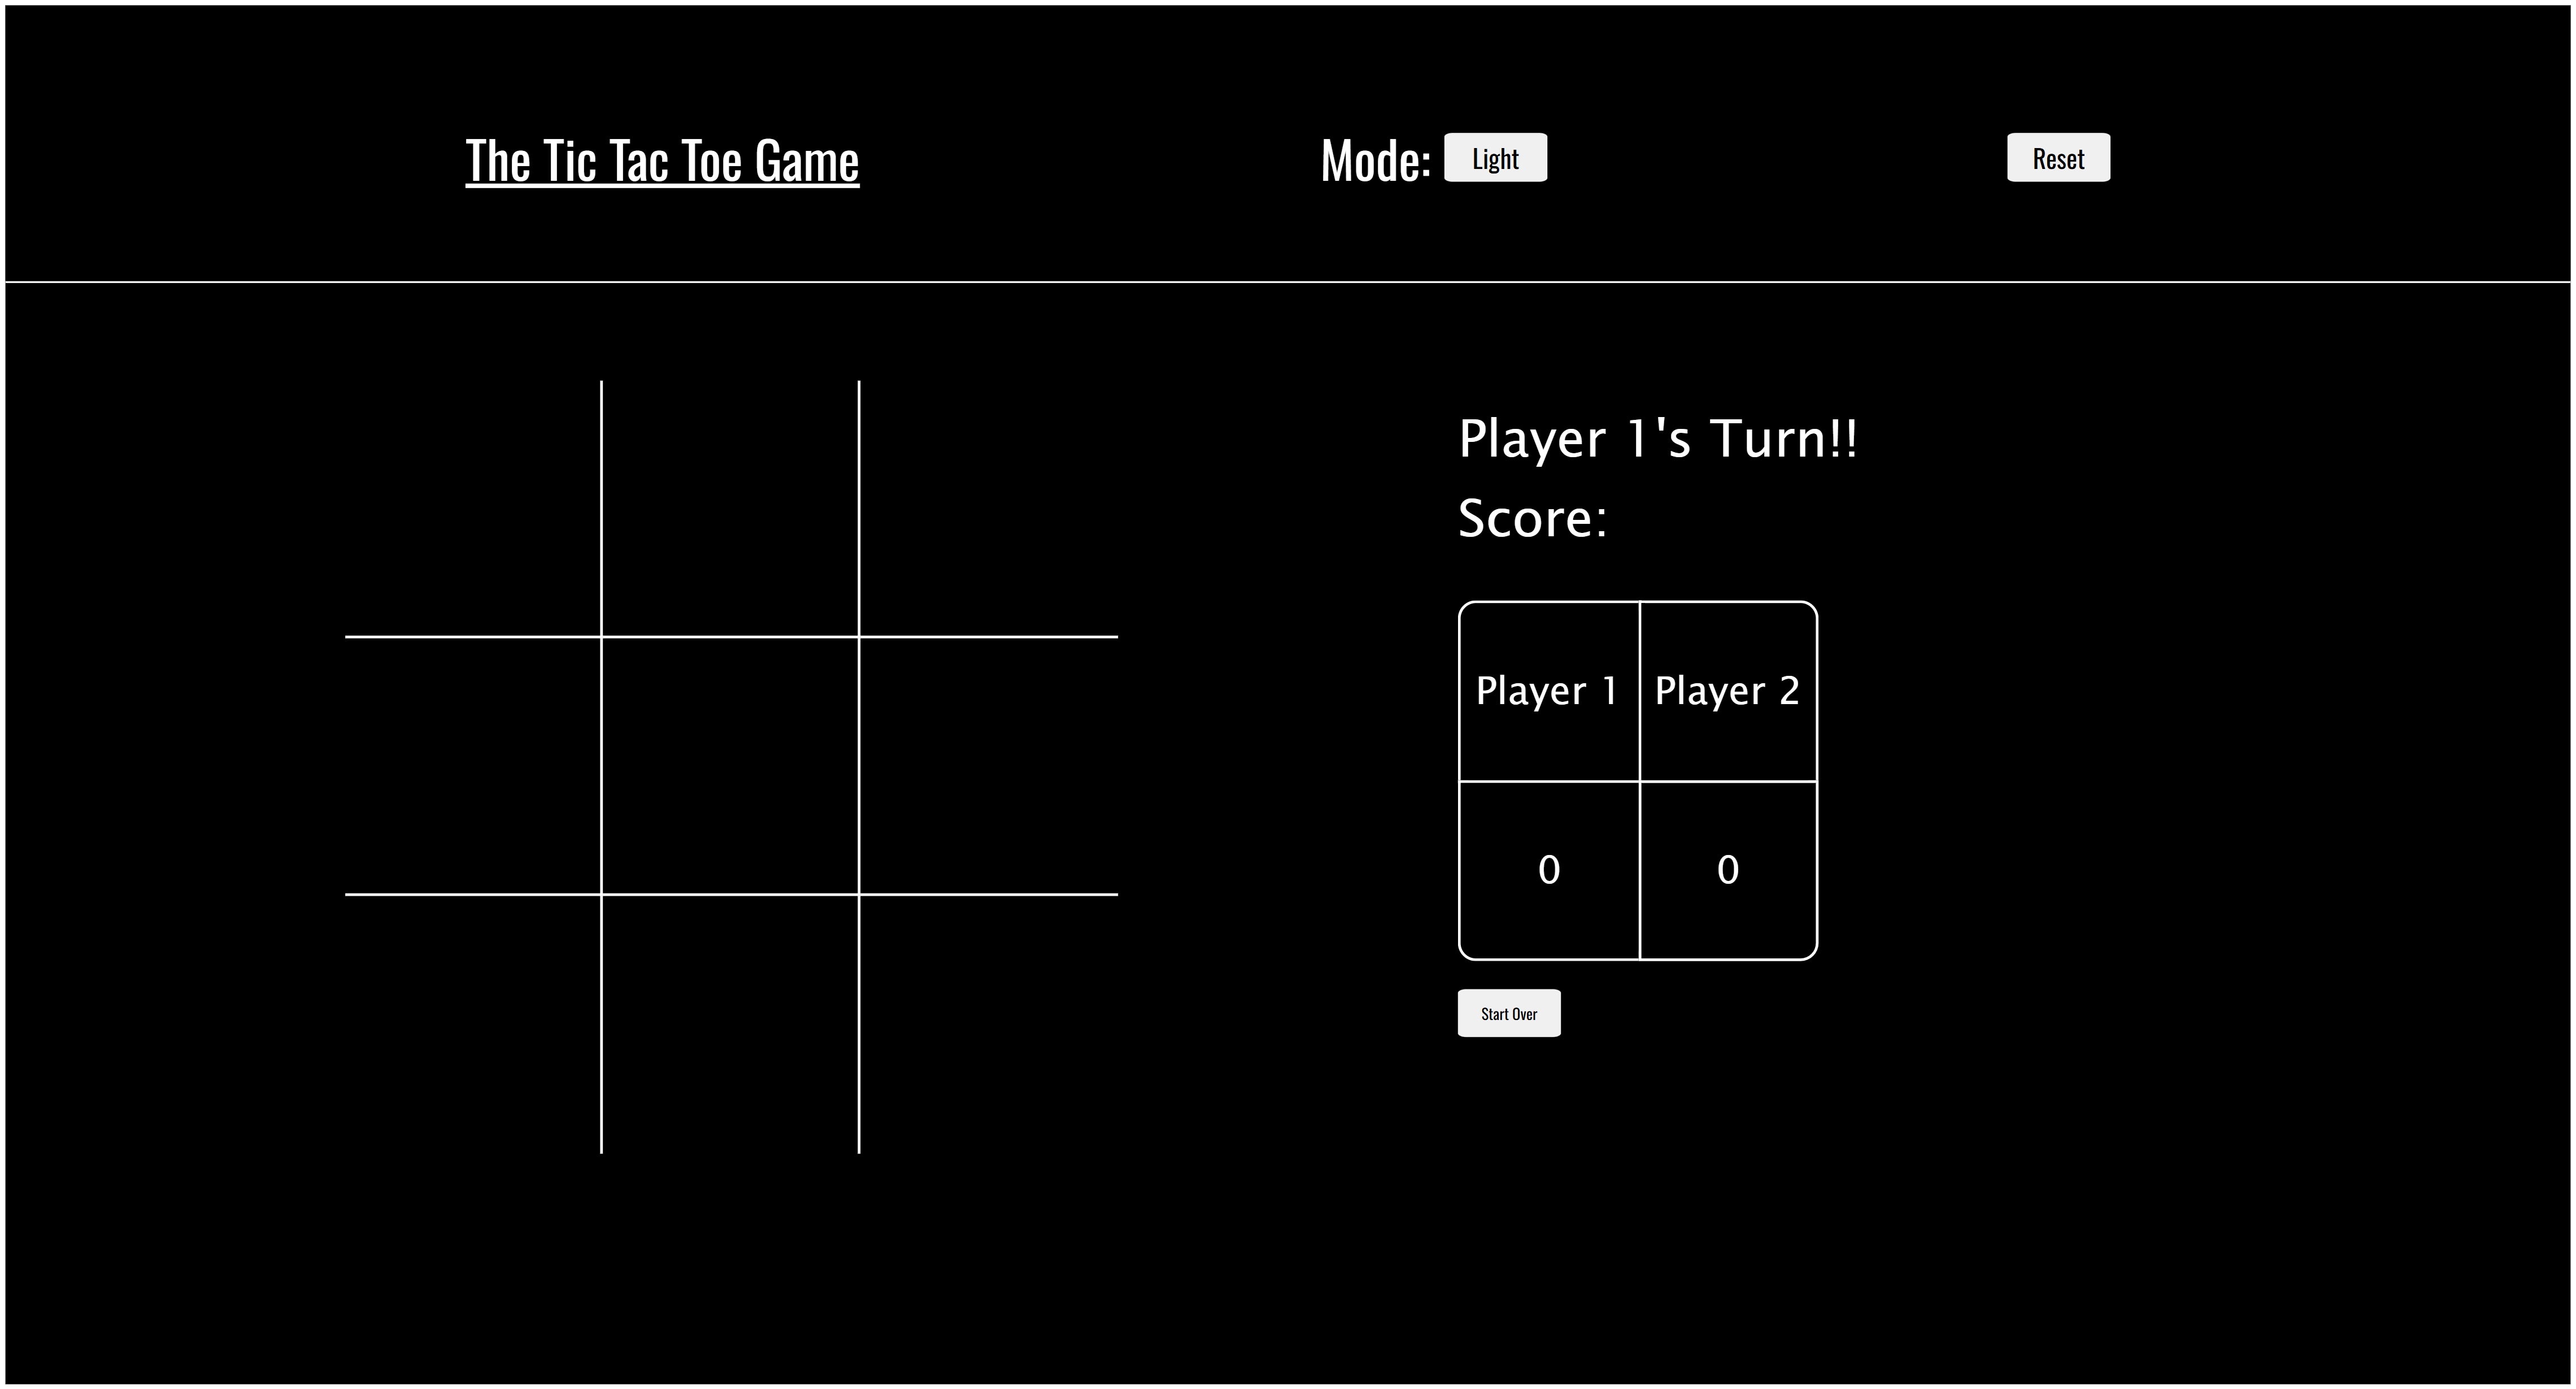 The Tic Tac Toe Game Mode: Light Reset
Player 1's Turn!!
Score:
Player 1 Player 2
0 0
Start Over